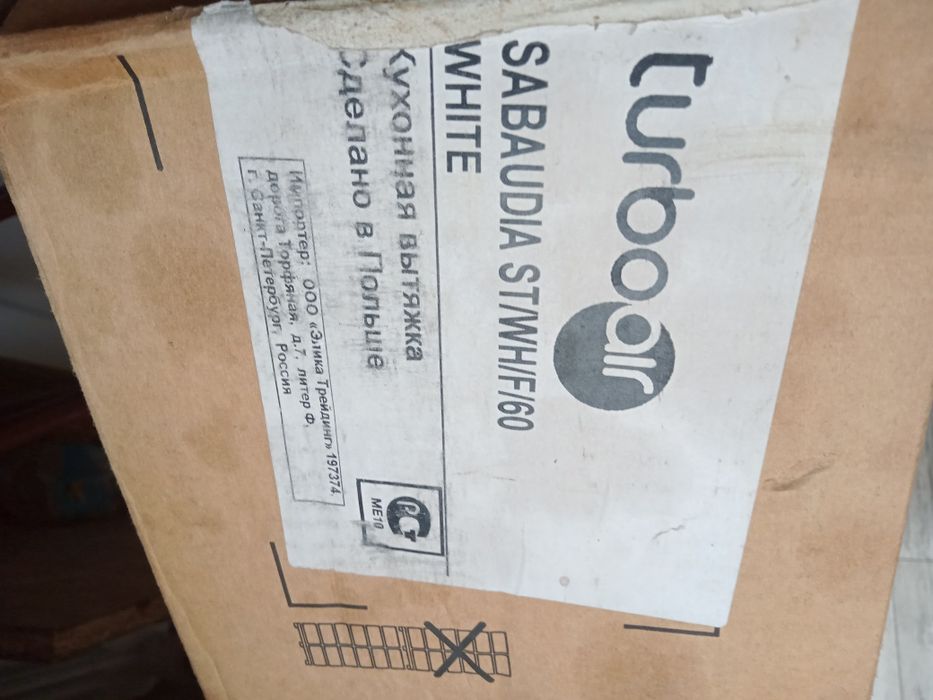 turboair
SABAUDIA ST/WH/F/60
WHITE
Кухонная вытяжка
Сделано в Польше
Импортер: ООО «Элика Трейдинг» 197374,
дорога Торфяная, д.7, литер Ф,
г. Санкт-Петербург, Россия
РСТ
ME10